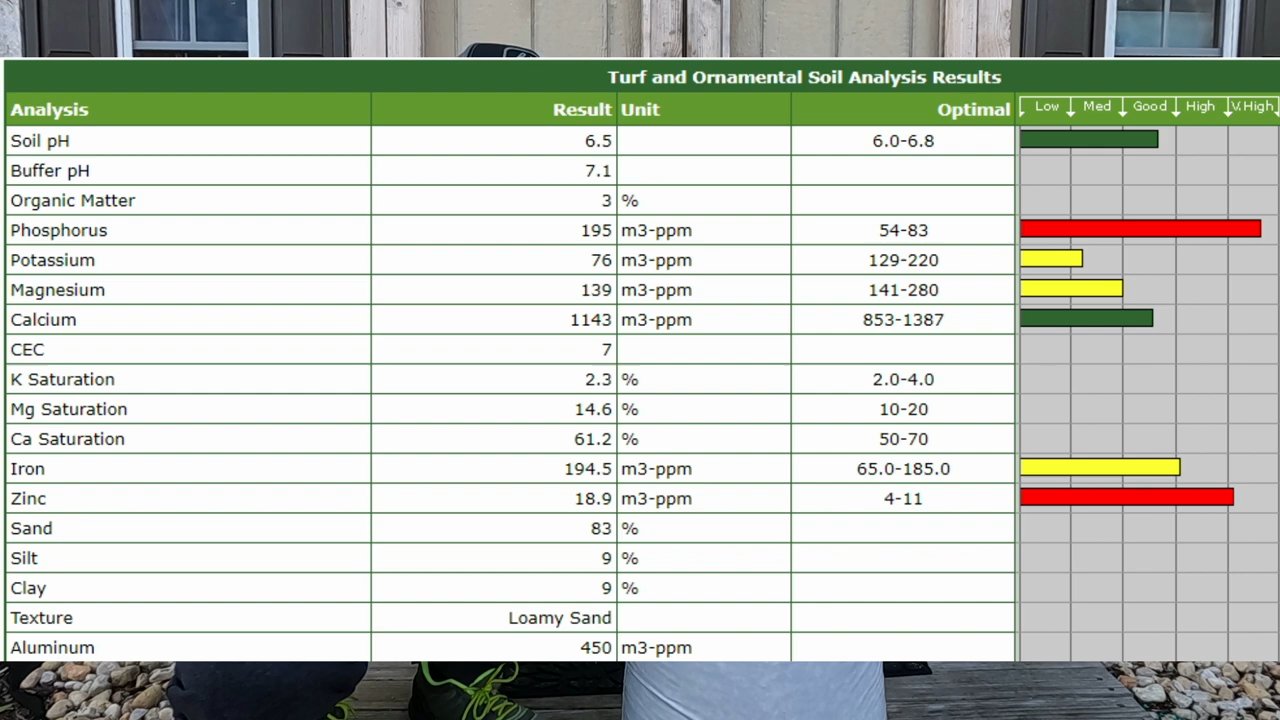 Turf and Ornamental Soil Analysis Results
Analysis Result Unit Optimal Low Med Good High V.High
Soil pH 6.5 6.0-6.8
Buffer pH 7.1
Organic Matter 3 %
Phosphorus 195 m3-ppm 54-83
Potassium 76 m3-ppm 129-220
Magnesium 139 m3-ppm 141-280
Calcium 1143 m3-ppm 853-1387
CEC 7
K Saturation 2.3 % 2.0-4.0
Mg Saturation 14.6 % 10-20
Ca Saturation 61.2 % 50-70
Iron 194.5 m3-ppm 65.0-185.0
Zinc 18.9 m3-ppm 4-11
Sand 83 %
Silt 9 %
Clay 9 %
Texture Loamy Sand
Aluminum 450 m3-ppm